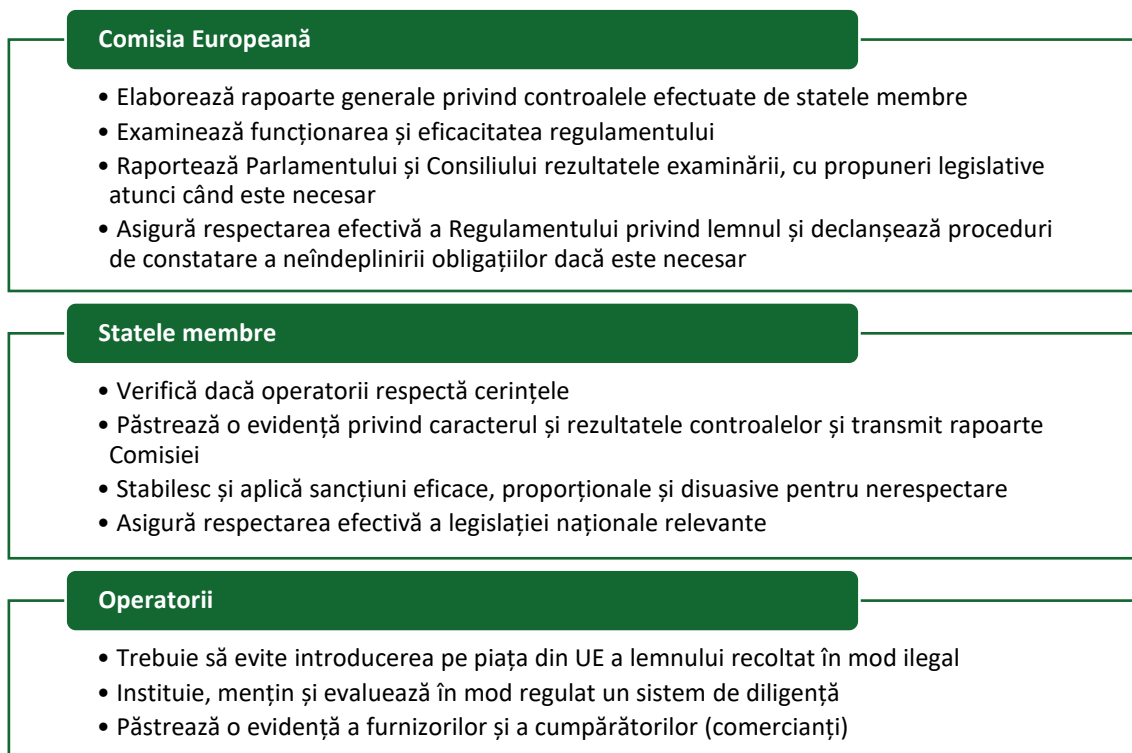 Comisia Europeană
• Elaborează rapoarte generale privind controalele efectuate de statele membre
• Examinează funcționarea și eficacitatea regulamentului
• Raportează Parlamentului și Consiliului rezultatele examinării, cu propuneri legislative
atunci când este necesar
• Asigură respectarea efectivă a Regulamentului privind lemnul și declanșează proceduri
de constatare a neîndeplinirii obligațiilor dacă este necesar
Statele membre
• Verifică dacă operatorii respectă cerințele
• Păstrează o evidență privind caracterul și rezultatele controalelor și transmit rapoarte
Comisiei
• Stabilesc și aplică sancțiuni eficace, proporționale și disuasive pentru nerespectare
• Asigură respectarea efectivă a legislației naționale relevante
Operatorii
• Trebuie să evite introducerea pe piața din UE a lemnului recoltat în mod ilegal
• Instituie, mențin și evaluează în mod regulat un sistem de diligență
• Păstrează o evidență a furnizorilor și a cumpărătorilor (comercianți)